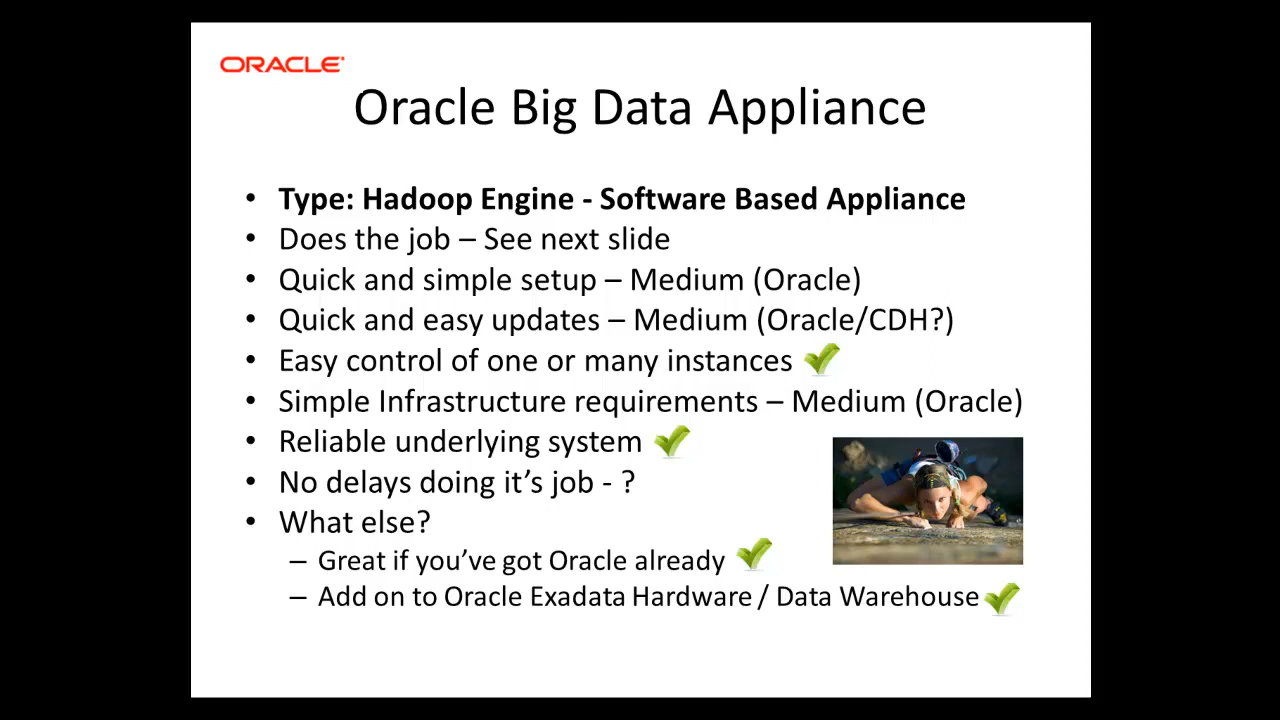 ORACLE
Oracle Big Data Appliance
• Type: Hadoop Engine - Software Based Appliance
• Does the job – See next slide
• Quick and simple setup – Medium (Oracle)
• Quick and easy updates – Medium (Oracle/CDH?)
• Easy control of one or many instances
• Simple Infrastructure requirements – Medium (Oracle)
• Reliable underlying system
• No delays doing it’s job - ?
• What else?
– Great if you’ve got Oracle already
– Add on to Oracle Exadata Hardware / Data Warehouse